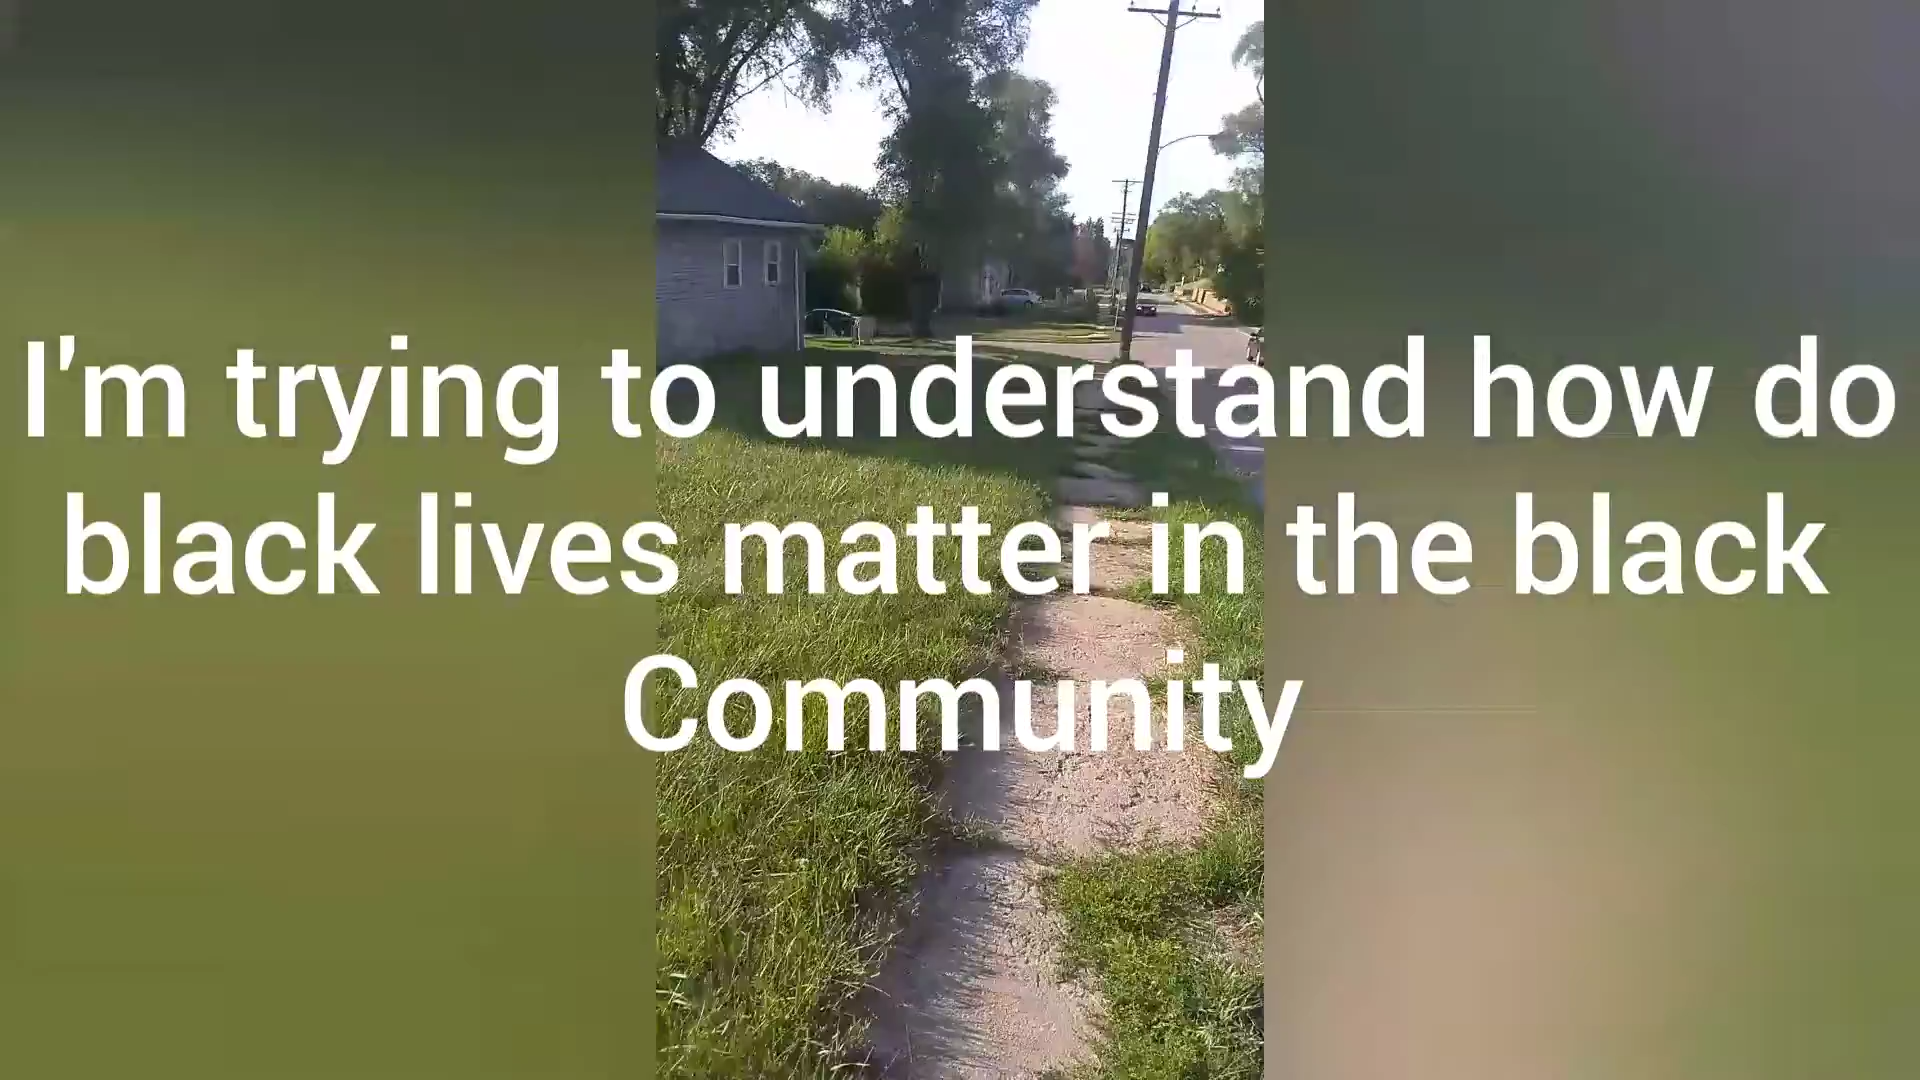 I'm trying to understand how do
black lives matter in the black
Community